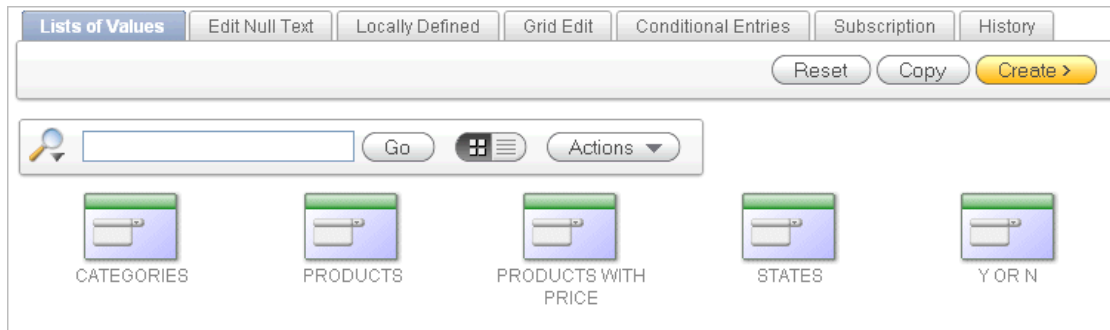 Lists of Values Edit Null Text Locally Defined Grid Edit Conditional Entries Subscription History
Reset Copy Create >
Go Actions
CATEGORIES PRODUCTS PRODUCTS WITH PRICE STATES Y OR N